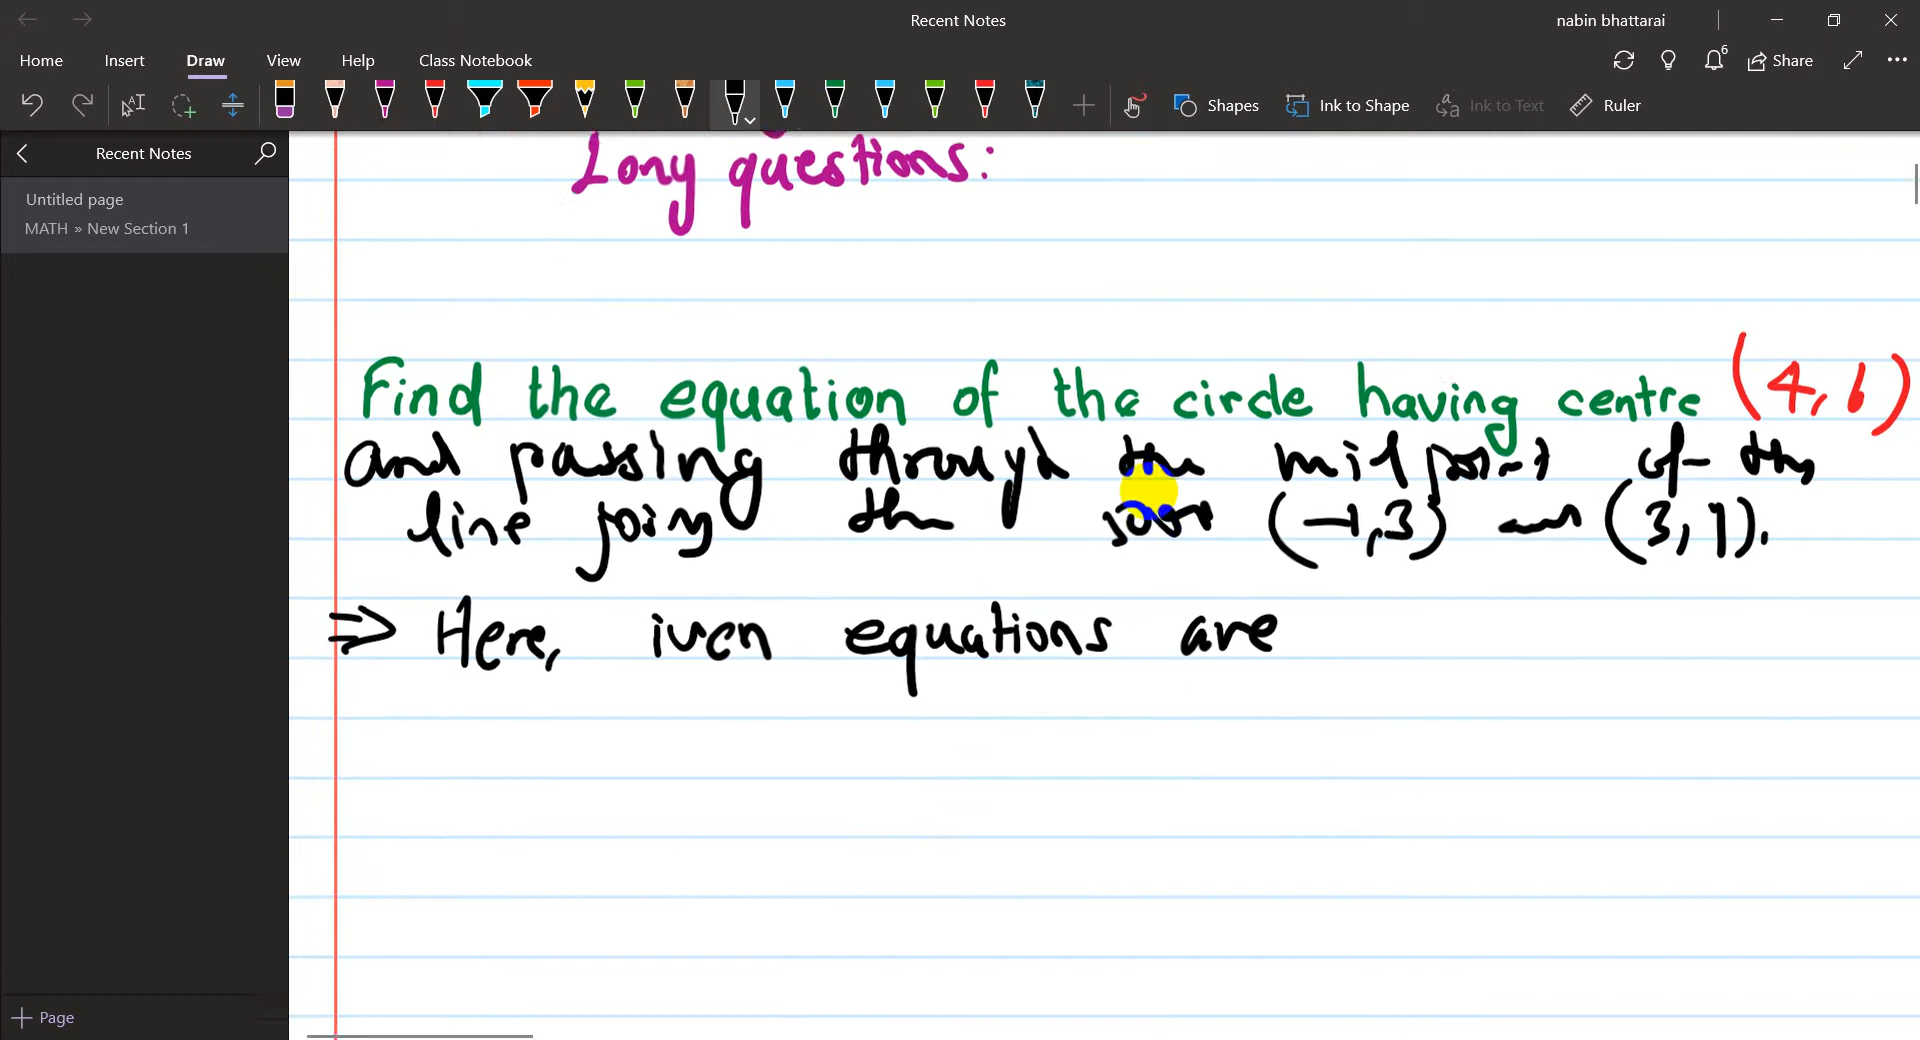 Recent Notes
nabin bhattarai
Home Insert Draw View Help Class Notebook
6
Share
Shapes Ink to Shape Ink to Text Ruler
Recent Notes
Untitled page
MATH » New Section 1
Long questions:
Find the equation of the circle having centre (4, 6)
and passing through the mid point of the
line joing the (-1,3) and (3,1).
⇒ Here, iven equations are
Page